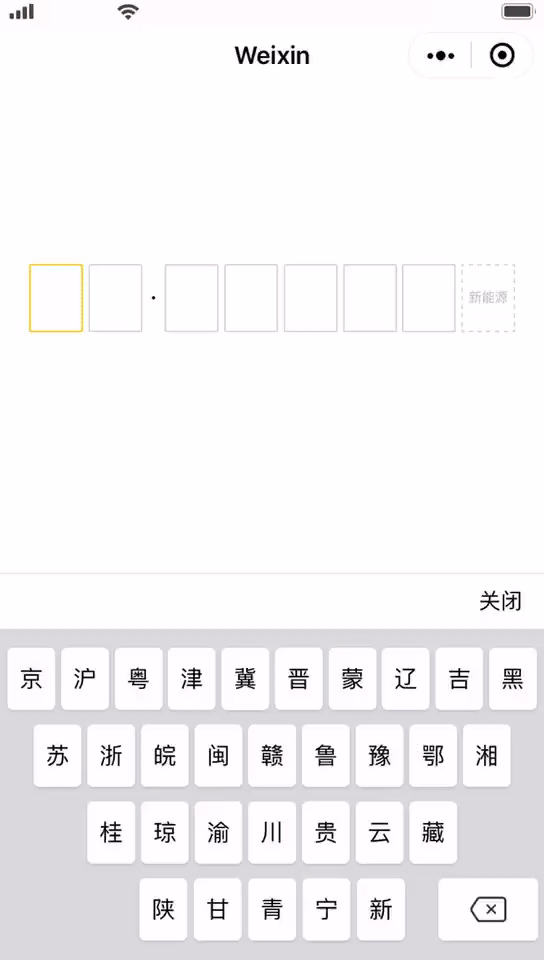 Weixin
·
新能源
关闭
京 沪 粤 津 冀 晋 蒙 辽 吉 黑
苏 浙 皖 闽 赣 鲁 豫 鄂 湘
桂 琼 渝 川 贵 云 藏
陕 甘 青 宁 新